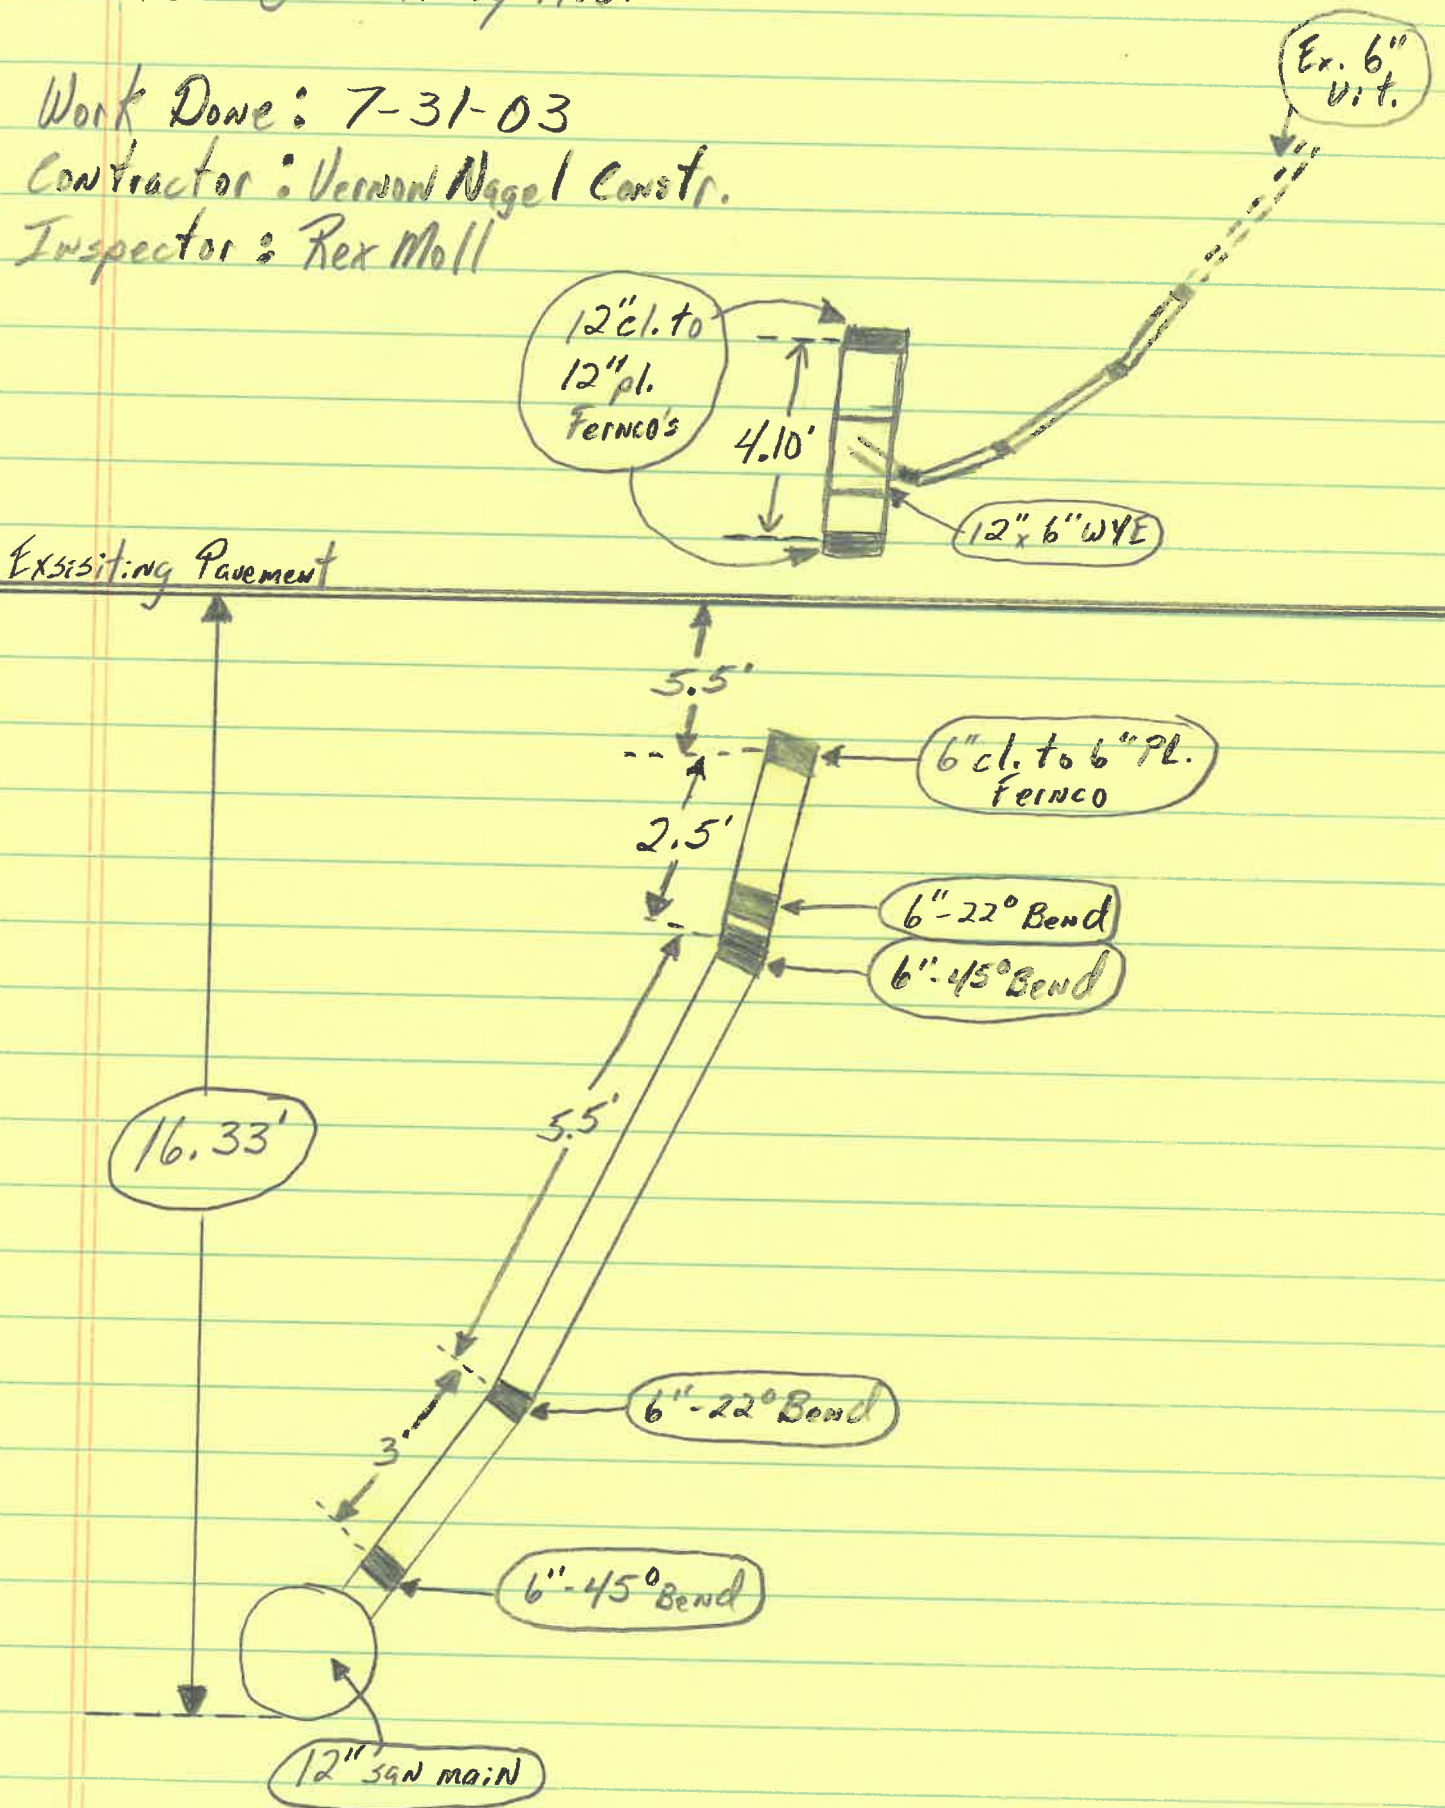 Work Done: 7-31-03
Contractor: Vernon Nagel Constr.
Inspector: Rex Moll
Ex. 6"
Vit.
12" cl. to
12" pl.
Fernco's
4.10'
12" x 6" WYE
Exsisiting Pavement
5.5'
6" cl. to 6" PL.
Fernco
2.5'
6"-22° Bend
6"-45° Bend
5.5'
16.33'
6"-22° Bend
3'
6"-45° Bend
12" san main